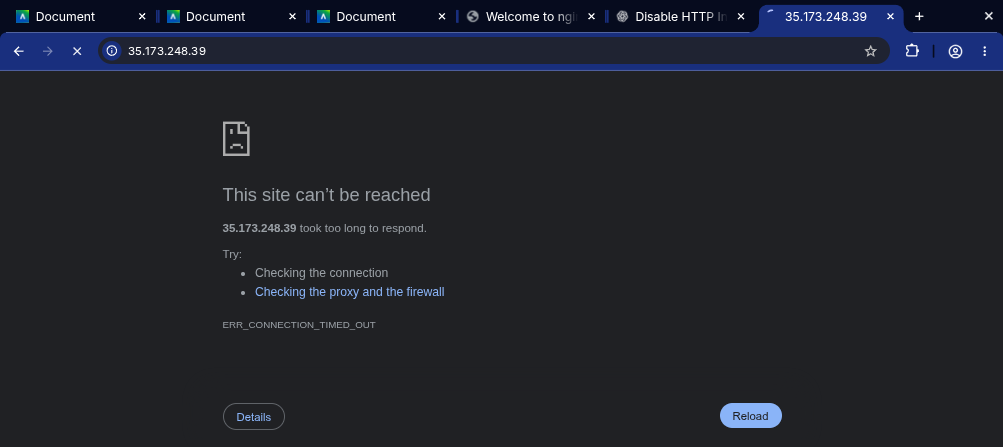 Document
Document
Document
Welcome to ngi
Disable HTTP In
35.173.248.39
35.173.248.39
This site can’t be reached
35.173.248.39 took too long to respond.
Try:
• Checking the connection
• Checking the proxy and the firewall
ERR_CONNECTION_TIMED_OUT
Details
Reload